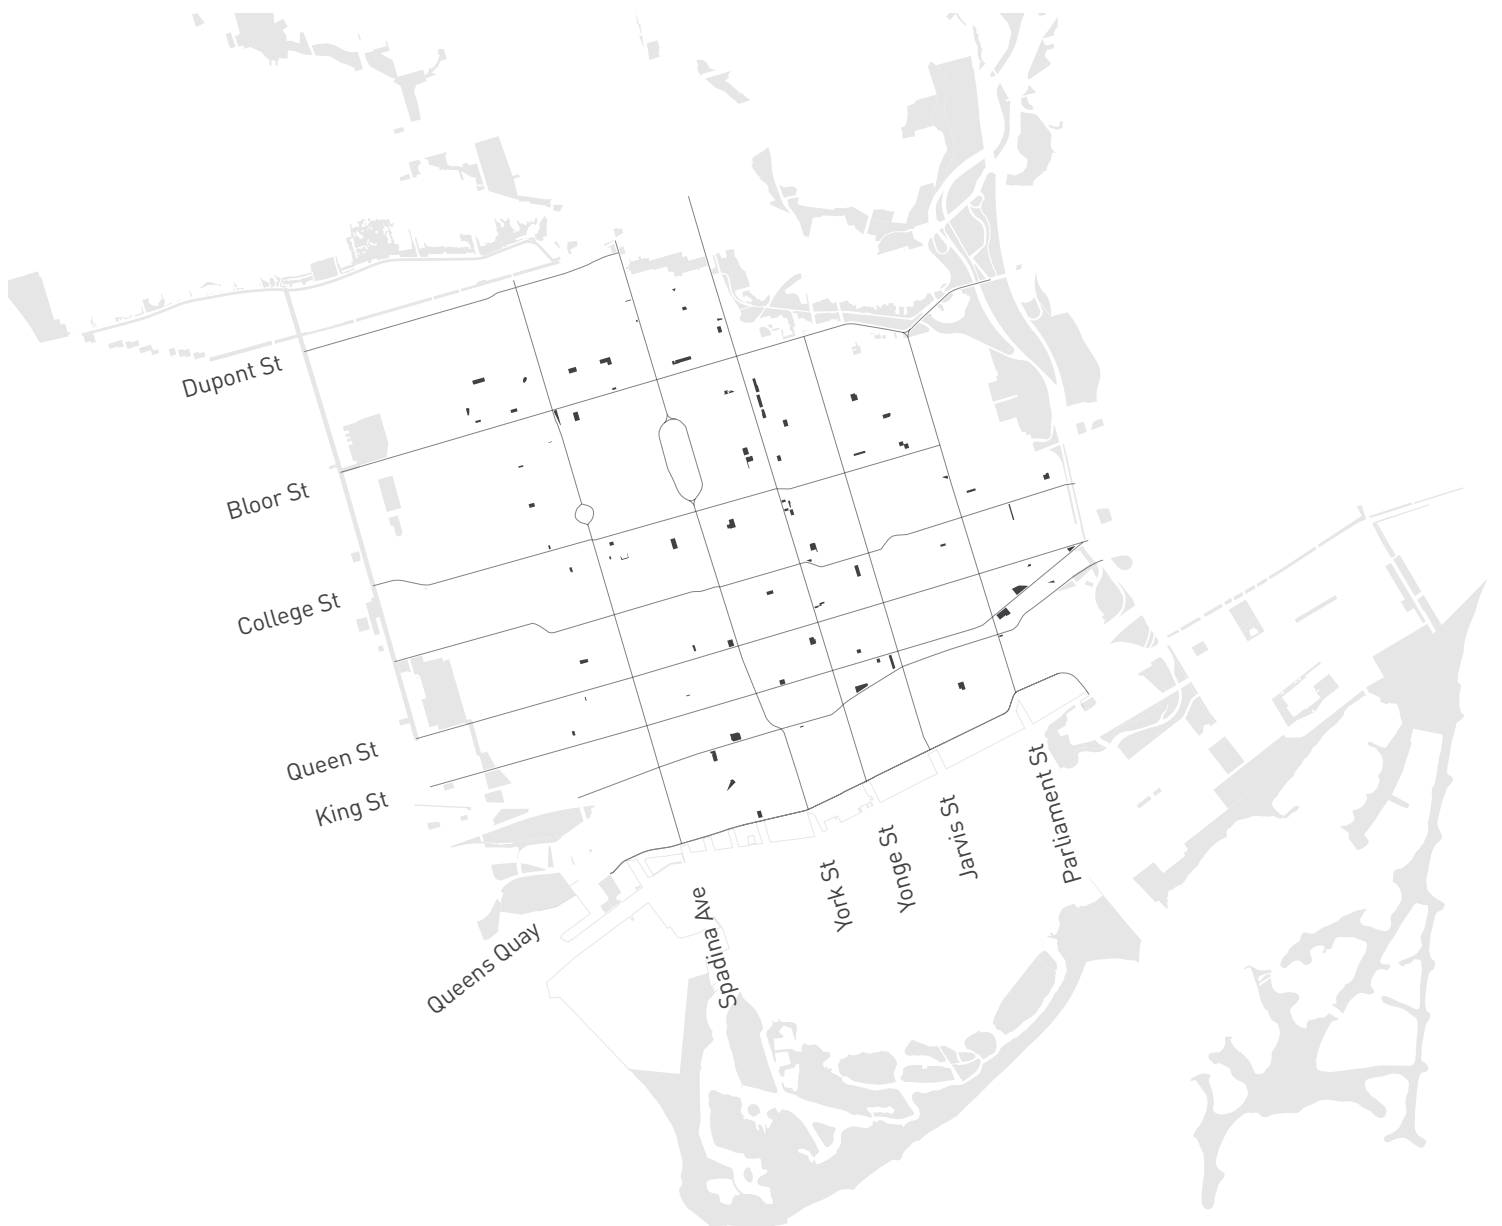 Dupont St
Bloor St
College St
Queen St
King St
Queens Quay
Spadina Ave
York St
Yonge St
Jarvis St
Parliament St